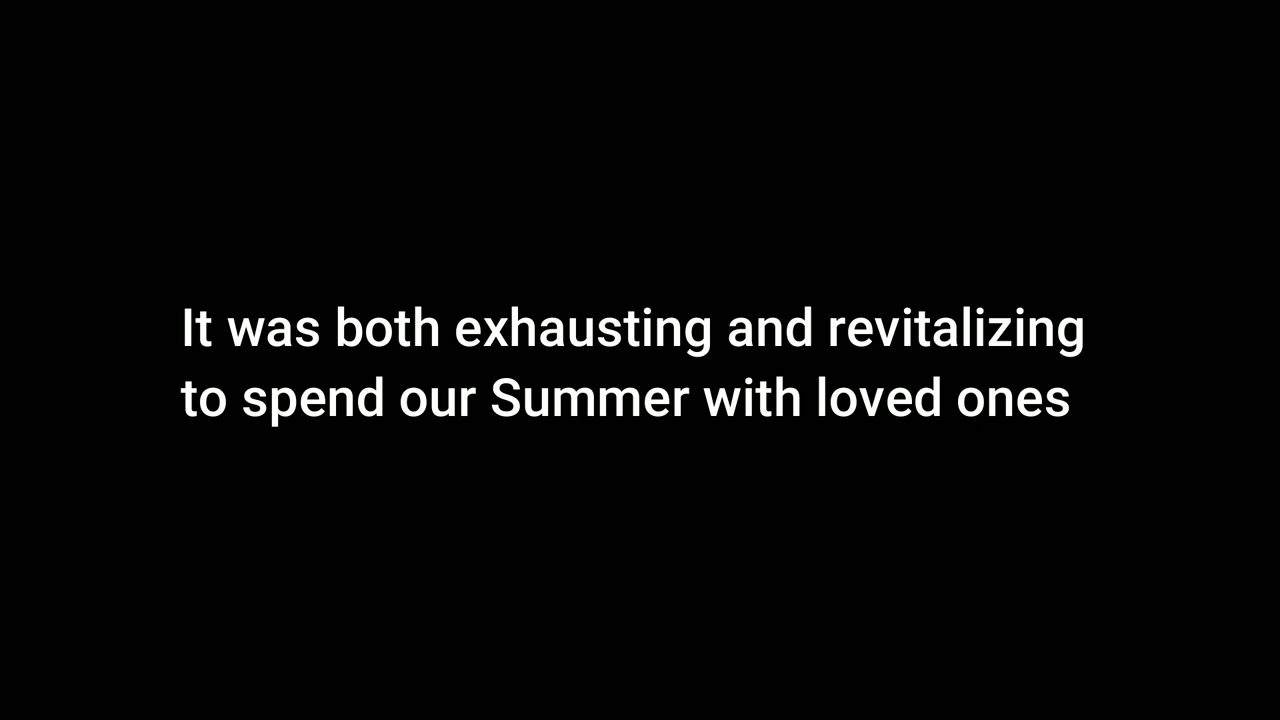 It was both exhausting and revitalizing
to spend our Summer with loved ones